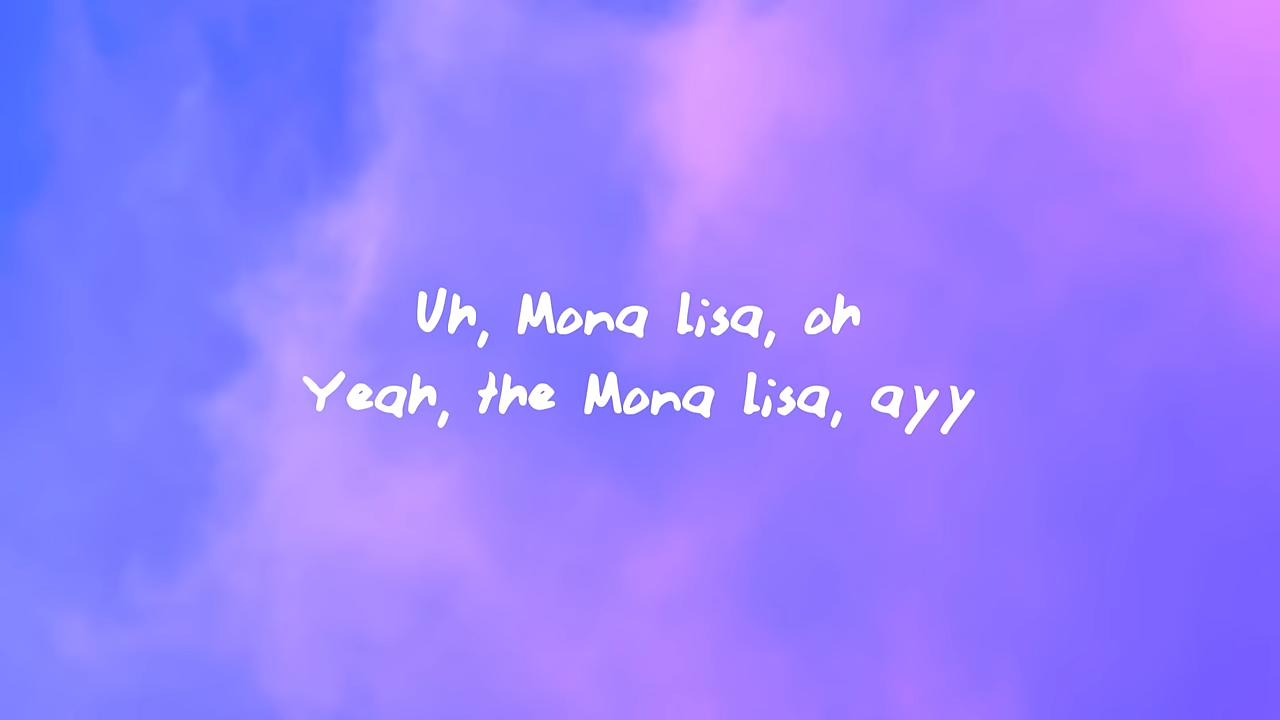 Uh, Mona lisa, oh
Yeah, the Mona lisa, ayy